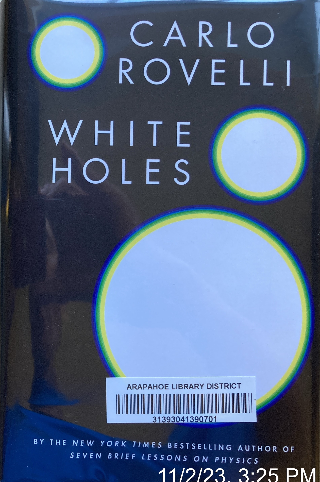 CARLO
ROVELLI
WHITE
HOLES
ARAPAHOE LIBRARY DISTRICT
31393041390701
BY THE NEW YORK TIMES BESTSELLING AUTHOR OF
SEVEN BRIEF LESSONS ON PHYSICS
11/2/23, 3:25 PM